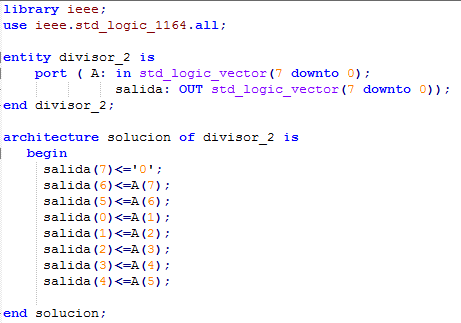 library ieee;
use ieee.std_logic_1164.all;
entity divisor_2 is
port ( A: in std_logic_vector(7 downto 0);
salida: OUT std_logic_vector(7 downto 0));
end divisor_2;
architecture solucion of divisor_2 is
begin
salida(7)<='0';
salida(6)<=A(7);
salida(5)<=A(6);
salida(0)<=A(1);
salida(1)<=A(2);
salida(2)<=A(3);
salida(3)<=A(4);
salida(4)<=A(5);
end solucion;